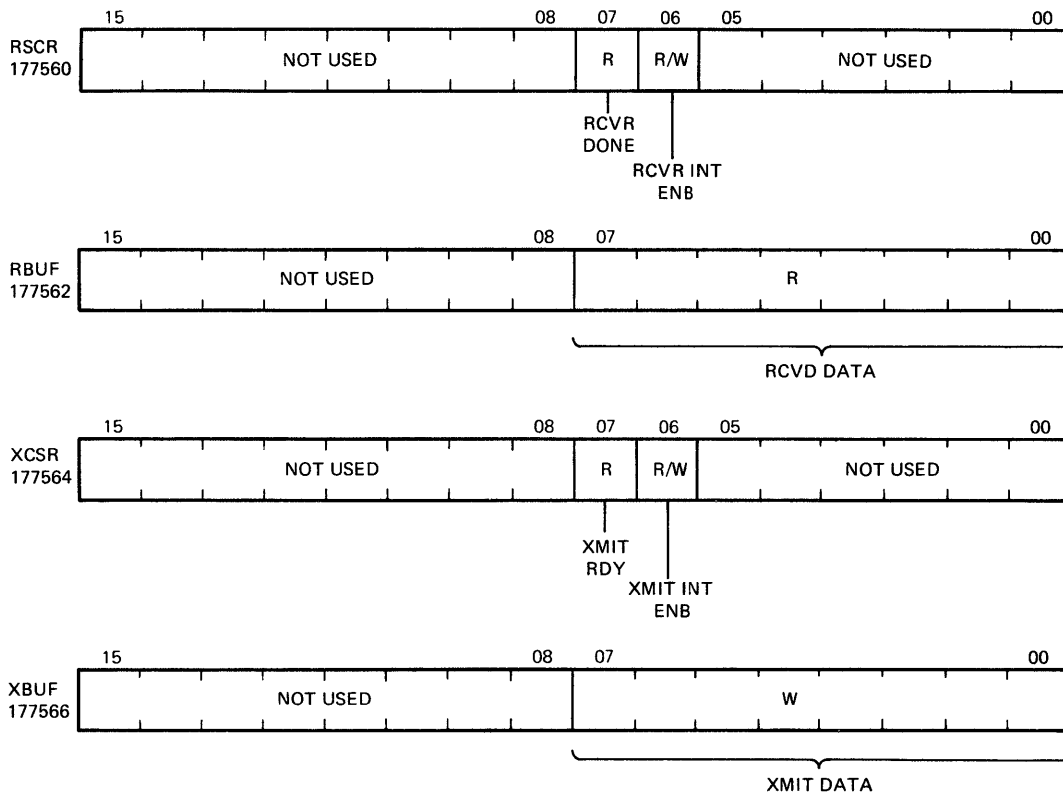 15 08 07 06 05 00
RSCR
177560
NOT USED R R/W NOT USED
RCVR
DONE
RCVR INT
ENB
15 08 07 00
RBUF
177562
NOT USED R
RCVD DATA
15 08 07 06 05 00
XCSR
177564
NOT USED R R/W NOT USED
XMIT
RDY
XMIT INT
ENB
15 08 07 00
XBUF
177566
NOT USED W
XMIT DATA